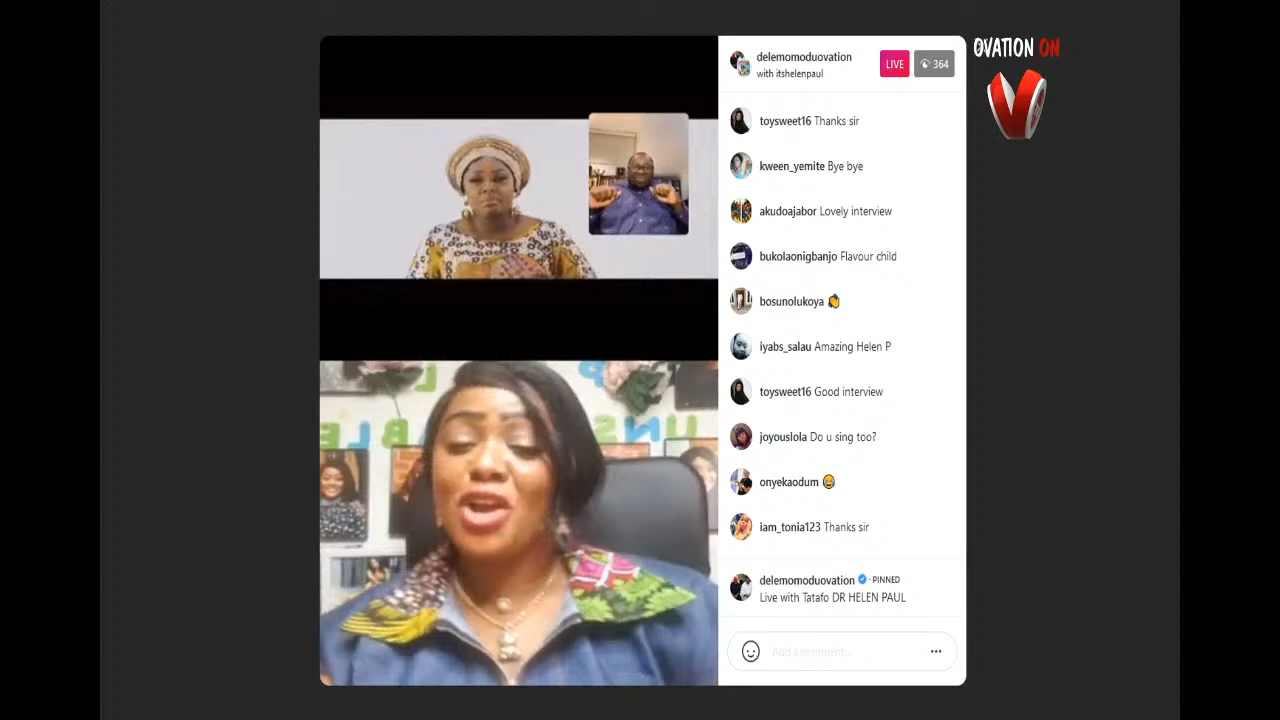 OVATION ON
V
delemomoduovation
with itshelenpaul
LIVE
364
toysweet16 Thanks sir
kween_yemite Bye bye
akudoajabor Lovely interview
bukolaonigbanjo Flavour child
bosunolukoya 👏
iyabs_salau Amazing Helen P
toysweet16 Good interview
joyouslola Do u sing too?
onyekaodum 😂
iam_tonia123 Thanks sir
delemomoduovation · PINNED
Live with Tatafo DR HELEN PAUL
Add a comment...